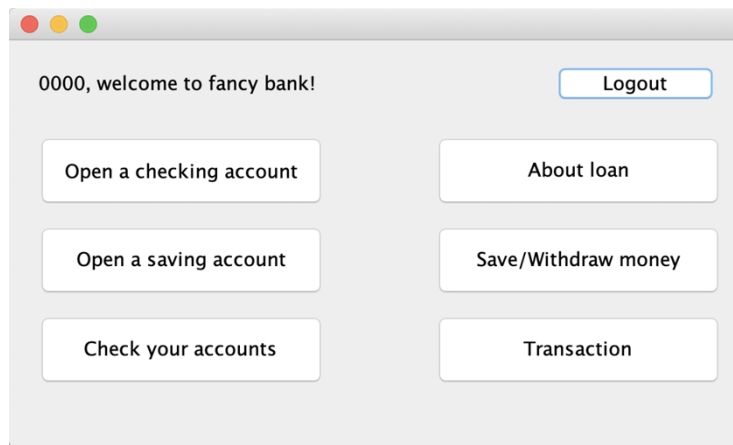 0000, welcome to fancy bank!
Logout
Open a checking account
About loan
Open a saving account
Save/Withdraw money
Check your accounts
Transaction